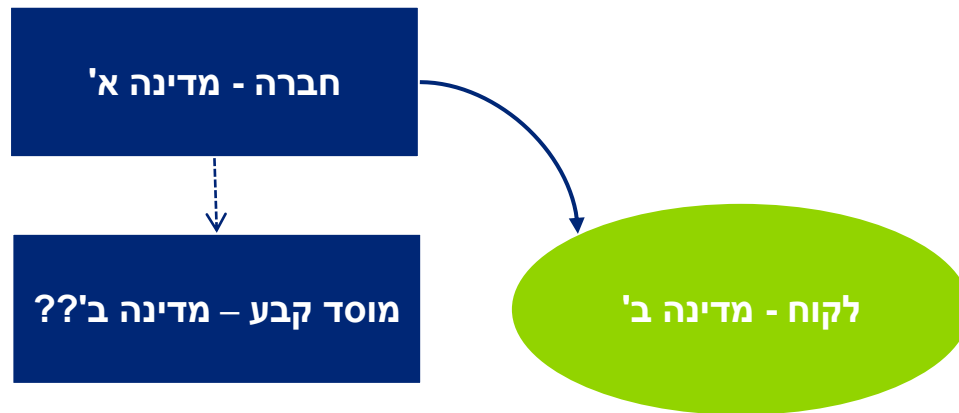 חברה - מדינה א'
מוסד קבע – מדינה ב'??
לקוח - מדינה ב'